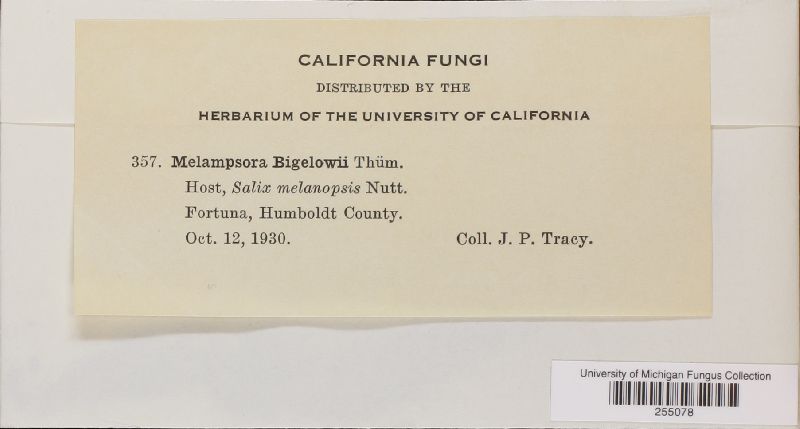 CALIFORNIA FUNGI
DISTRIBUTED BY THE
HERBARIUM OF THE UNIVERSITY OF CALIFORNIA
357. Melampsora Bigelowii Thüm.
Host, Salix melanopsis Nutt.
Fortuna, Humboldt County.
Oct. 12, 1930. Coll. J. P. Tracy.
University of Michigan Fungus Collection
255078